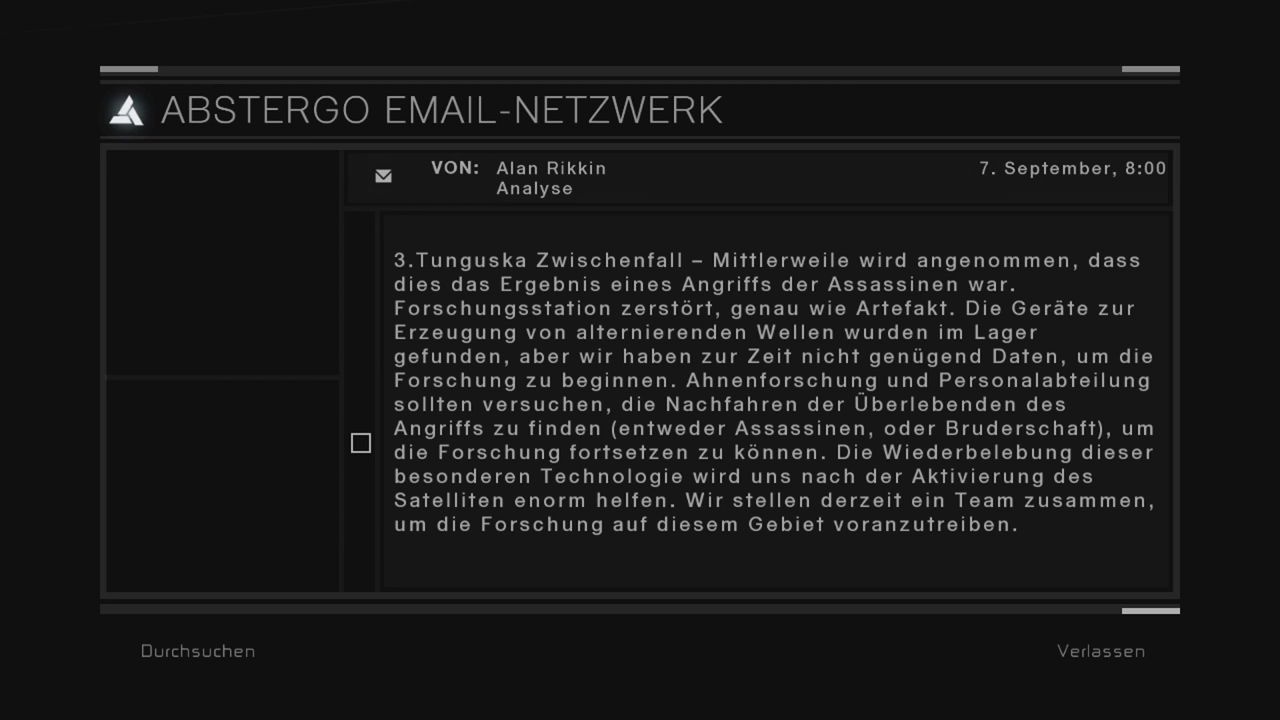 ABSTERGO EMAIL-NETZWERK
VON: Alan Rikkin 7. September, 8:00
Analyse
3.Tunguska Zwischenfall – Mittlerweile wird angenommen, dass
dies das Ergebnis eines Angriffs der Assassinen war.
Forschungsstation zerstört, genau wie Artefakt. Die Geräte zur
Erzeugung von alternierenden Wellen wurden im Lager
gefunden, aber wir haben zur Zeit nicht genügend Daten, um die
Forschung zu beginnen. Ahnenforschung und Personalabteilung
sollten versuchen, die Nachfahren der Überlebenden des
Angriffs zu finden (entweder Assassinen, oder Bruderschaft), um
die Forschung fortsetzen zu können. Die Wiederbelebung dieser
besonderen Technologie wird uns nach der Aktivierung des
Satelliten enorm helfen. Wir stellen derzeit ein Team zusammen,
um die Forschung auf diesem Gebiet voranzutreiben.
Durchsuchen Verlassen